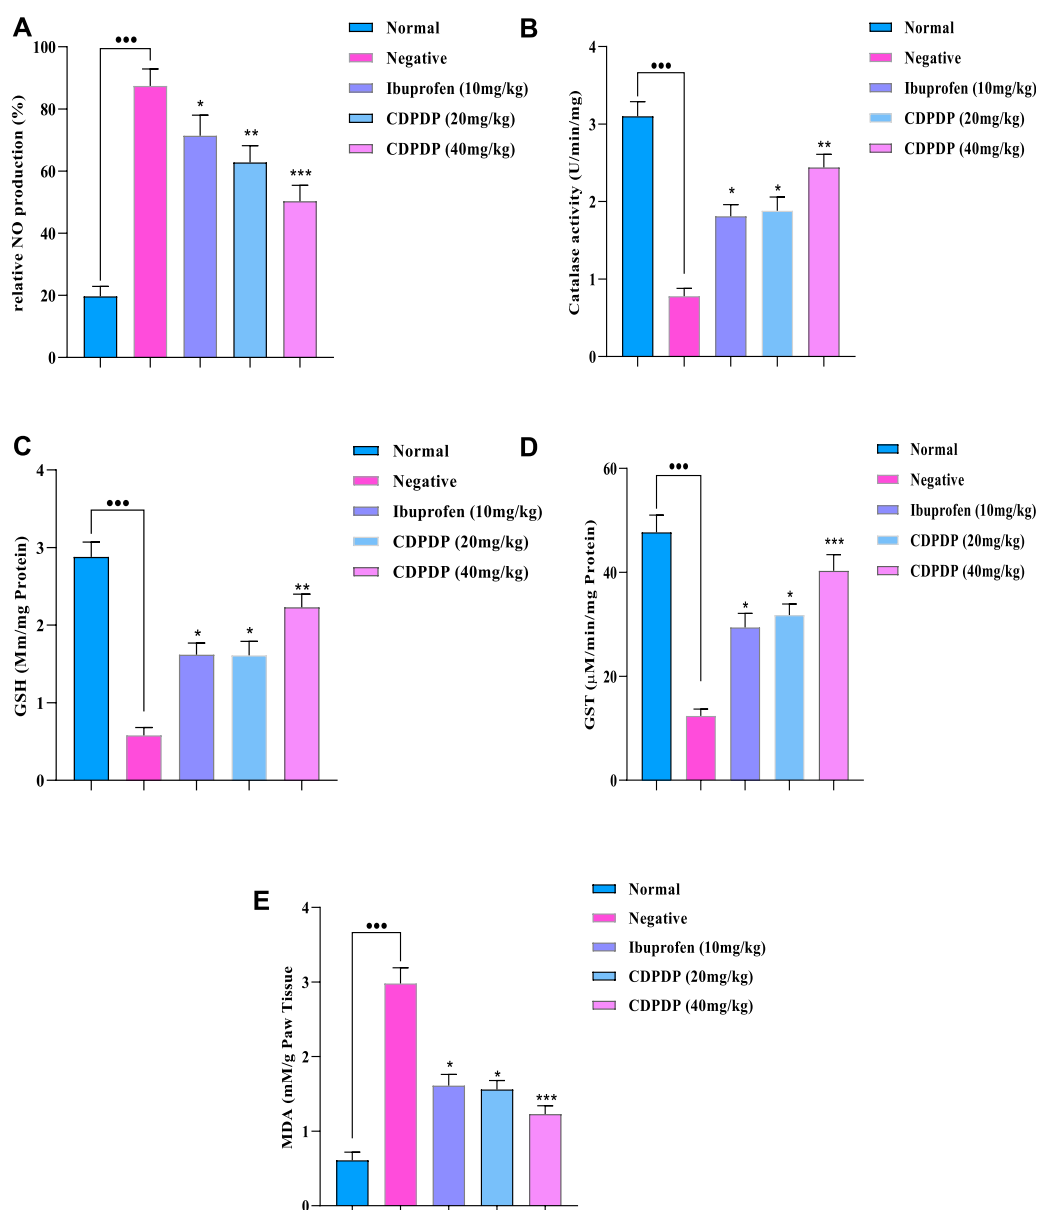 A
relative NO production (%)
100
80
60
40
20
0
•••
*
**
***
Normal
Negative
Ibuprofen (10mg/kg)
CDPDP (20mg/kg)
CDPDP (40mg/kg)
B
Catalase activity (U/min/mg)
4
3
2
1
0
•••
*
*
**
Normal
Negative
Ibuprofen (10mg/kg)
CDPDP (20mg/kg)
CDPDP (40mg/kg)
C
GSH (Mm/mg Protein)
4
3
2
1
0
•••
*
*
**
Normal
Negative
Ibuprofen (10mg/kg)
CDPDP (20mg/kg)
CDPDP (40mg/kg)
D
GST (µM/min/mg Protein)
60
40
20
0
•••
*
*
***
Normal
Negative
Ibuprofen (10mg/kg)
CDPDP (20mg/kg)
CDPDP (40mg/kg)
E
MDA (mM/g Paw Tissue
4
3
2
1
0
•••
*
*
***
Normal
Negative
Ibuprofen (10mg/kg)
CDPDP (20mg/kg)
CDPDP (40mg/kg)